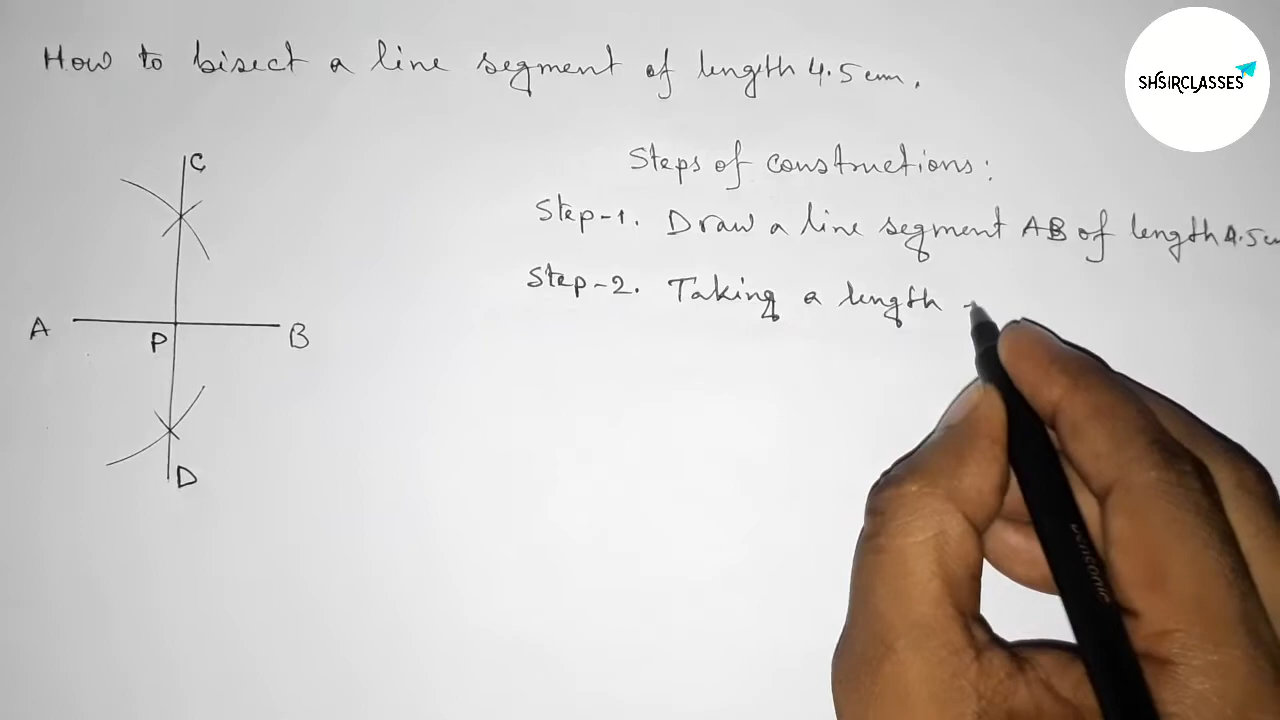 How to bisect a line segment of length 4.5 cm.
SHSIRCLASSES
Steps of constructions:
Step-1. Draw a line segment AB of length 4.5 cm
Step-2. Taking a length
C
A
P
B
D